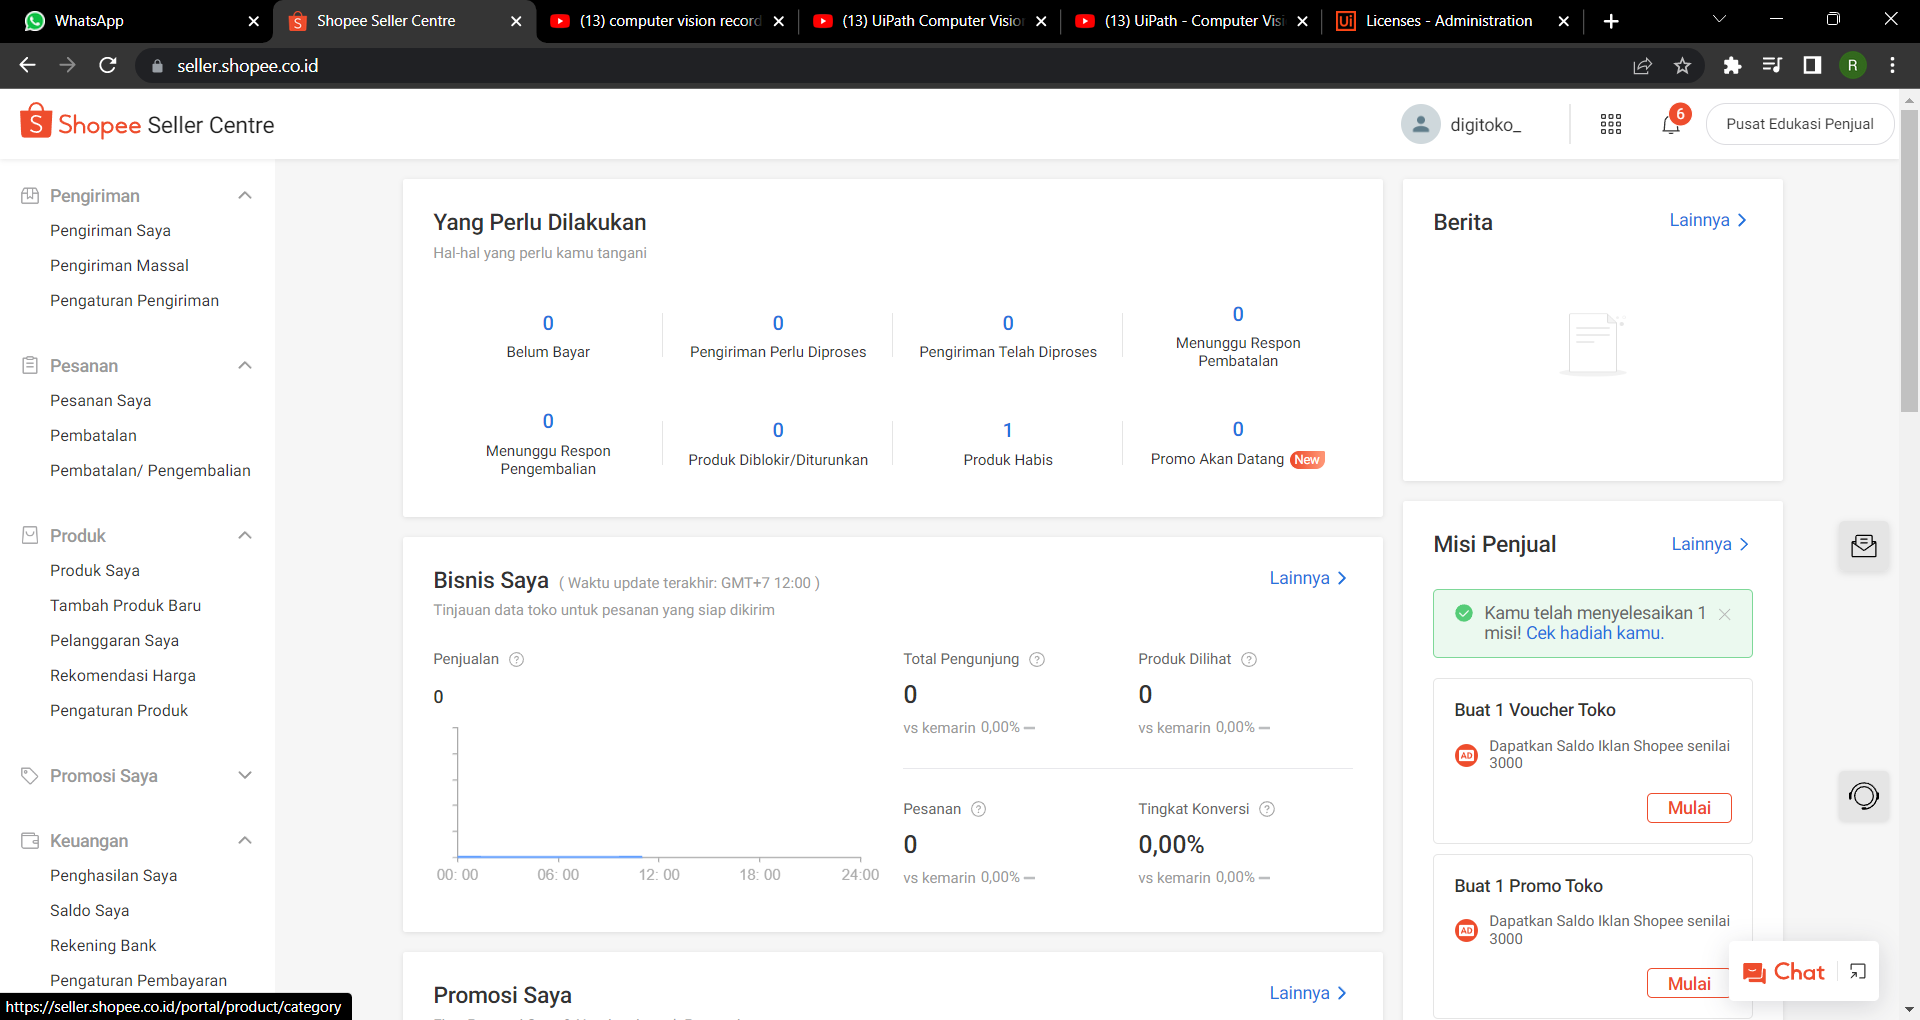 WhatsApp
Shopee Seller Centre
(13) computer vision record
(13) UiPath Computer Visio
(13) UiPath - Computer Vis
Ui Licenses - Administration
seller.shopee.co.id
R
Shopee Seller Centre
digitoko_
6
Pusat Edukasi Penjual
Pengiriman
Pengiriman Saya
Pengiriman Massal
Pengaturan Pengiriman
Pesanan
Pesanan Saya
Pembatalan
Pembatalan/ Pengembalian
Produk
Produk Saya
Tambah Produk Baru
Pelanggaran Saya
Rekomendasi Harga
Pengaturan Produk
Promosi Saya
Keuangan
Penghasilan Saya
Saldo Saya
Rekening Bank
Pengaturan Pembayaran
https://seller.shopee.co.id/portal/product/category
Yang Perlu Dilakukan
Hal-hal yang perlu kamu tangani
0
Belum Bayar
0
Pengiriman Perlu Diproses
0
Pengiriman Telah Diproses
0
Menunggu Respon
Pembatalan
0
Menunggu Respon
Pengembalian
0
Produk Diblokir/Diturunkan
1
Produk Habis
0
Promo Akan Datang New
Bisnis Saya ( Waktu update terakhir: GMT+7 12:00 )
Lainnya
Tinjauan data toko untuk pesanan yang siap dikirim
Penjualan ?
0
00: 00 06: 00 12: 00 18: 00 24:00
Total Pengunjung ?
0
vs kemarin 0,00%
Produk Dilihat ?
0
vs kemarin 0,00%
Pesanan ?
0
vs kemarin 0,00%
Tingkat Konversi ?
0,00%
vs kemarin 0,00%
Promosi Saya
Lainnya
Berita
Lainnya
Misi Penjual
Lainnya
Kamu telah menyelesaikan 1
misi! Cek hadiah kamu.
Buat 1 Voucher Toko
AD Dapatkan Saldo Iklan Shopee senilai
3000
Mulai
Buat 1 Promo Toko
AD Dapatkan Saldo Iklan Shopee senilai
3000
Mulai
Chat